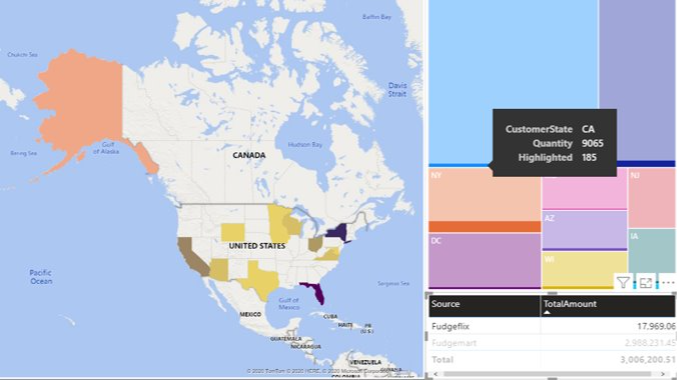 Baffin Bay
Chukchi Sea
Davis
Strait
Gulf
of Alaska
Bering Sea
Hudson Bay
CANADA
UNITED STATES
Pacific
Ocean
Sargasso Sea
Gulf of
Mexico
MEXICO
CUBA
HAITI
PR
(U.S.)
GUATEMALA
NICARAGUA
VENEZUELA
COLOMBIA
© 2020 TomTom © 2020 HERE, © 2020 Microsoft Corporation
CustomerState CA
Quantity 9065
Highlighted 185
NY
NJ
AZ
DC
IA
WI
Source TotalAmount
Fudgeflix 17,969.06
Fudgemart 2,988,231.45
Total 3,006,200.51